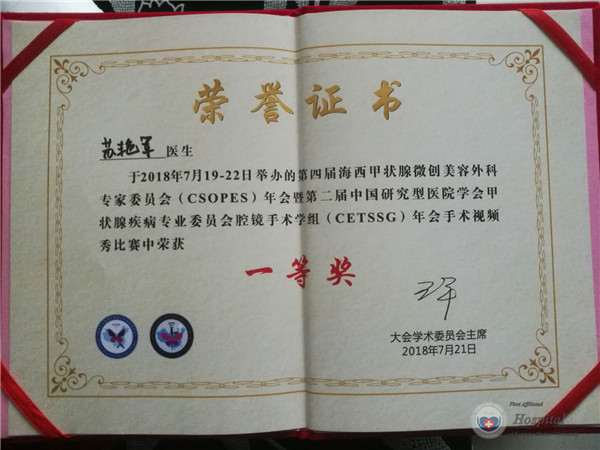 荣誉证书
苏艳军 医生
于2018年7月19-22日举办的第四届海西甲状腺微创美容外科
专家委员会（CSOPES）年会暨第二届中国研究型医院学会甲
状腺疾病专业委员会腔镜手术学组（CETSSG）年会手术视频
秀比赛中荣获
一等奖
大会学术委员会主席
2018年7月21日
First Affiliated
Hospital